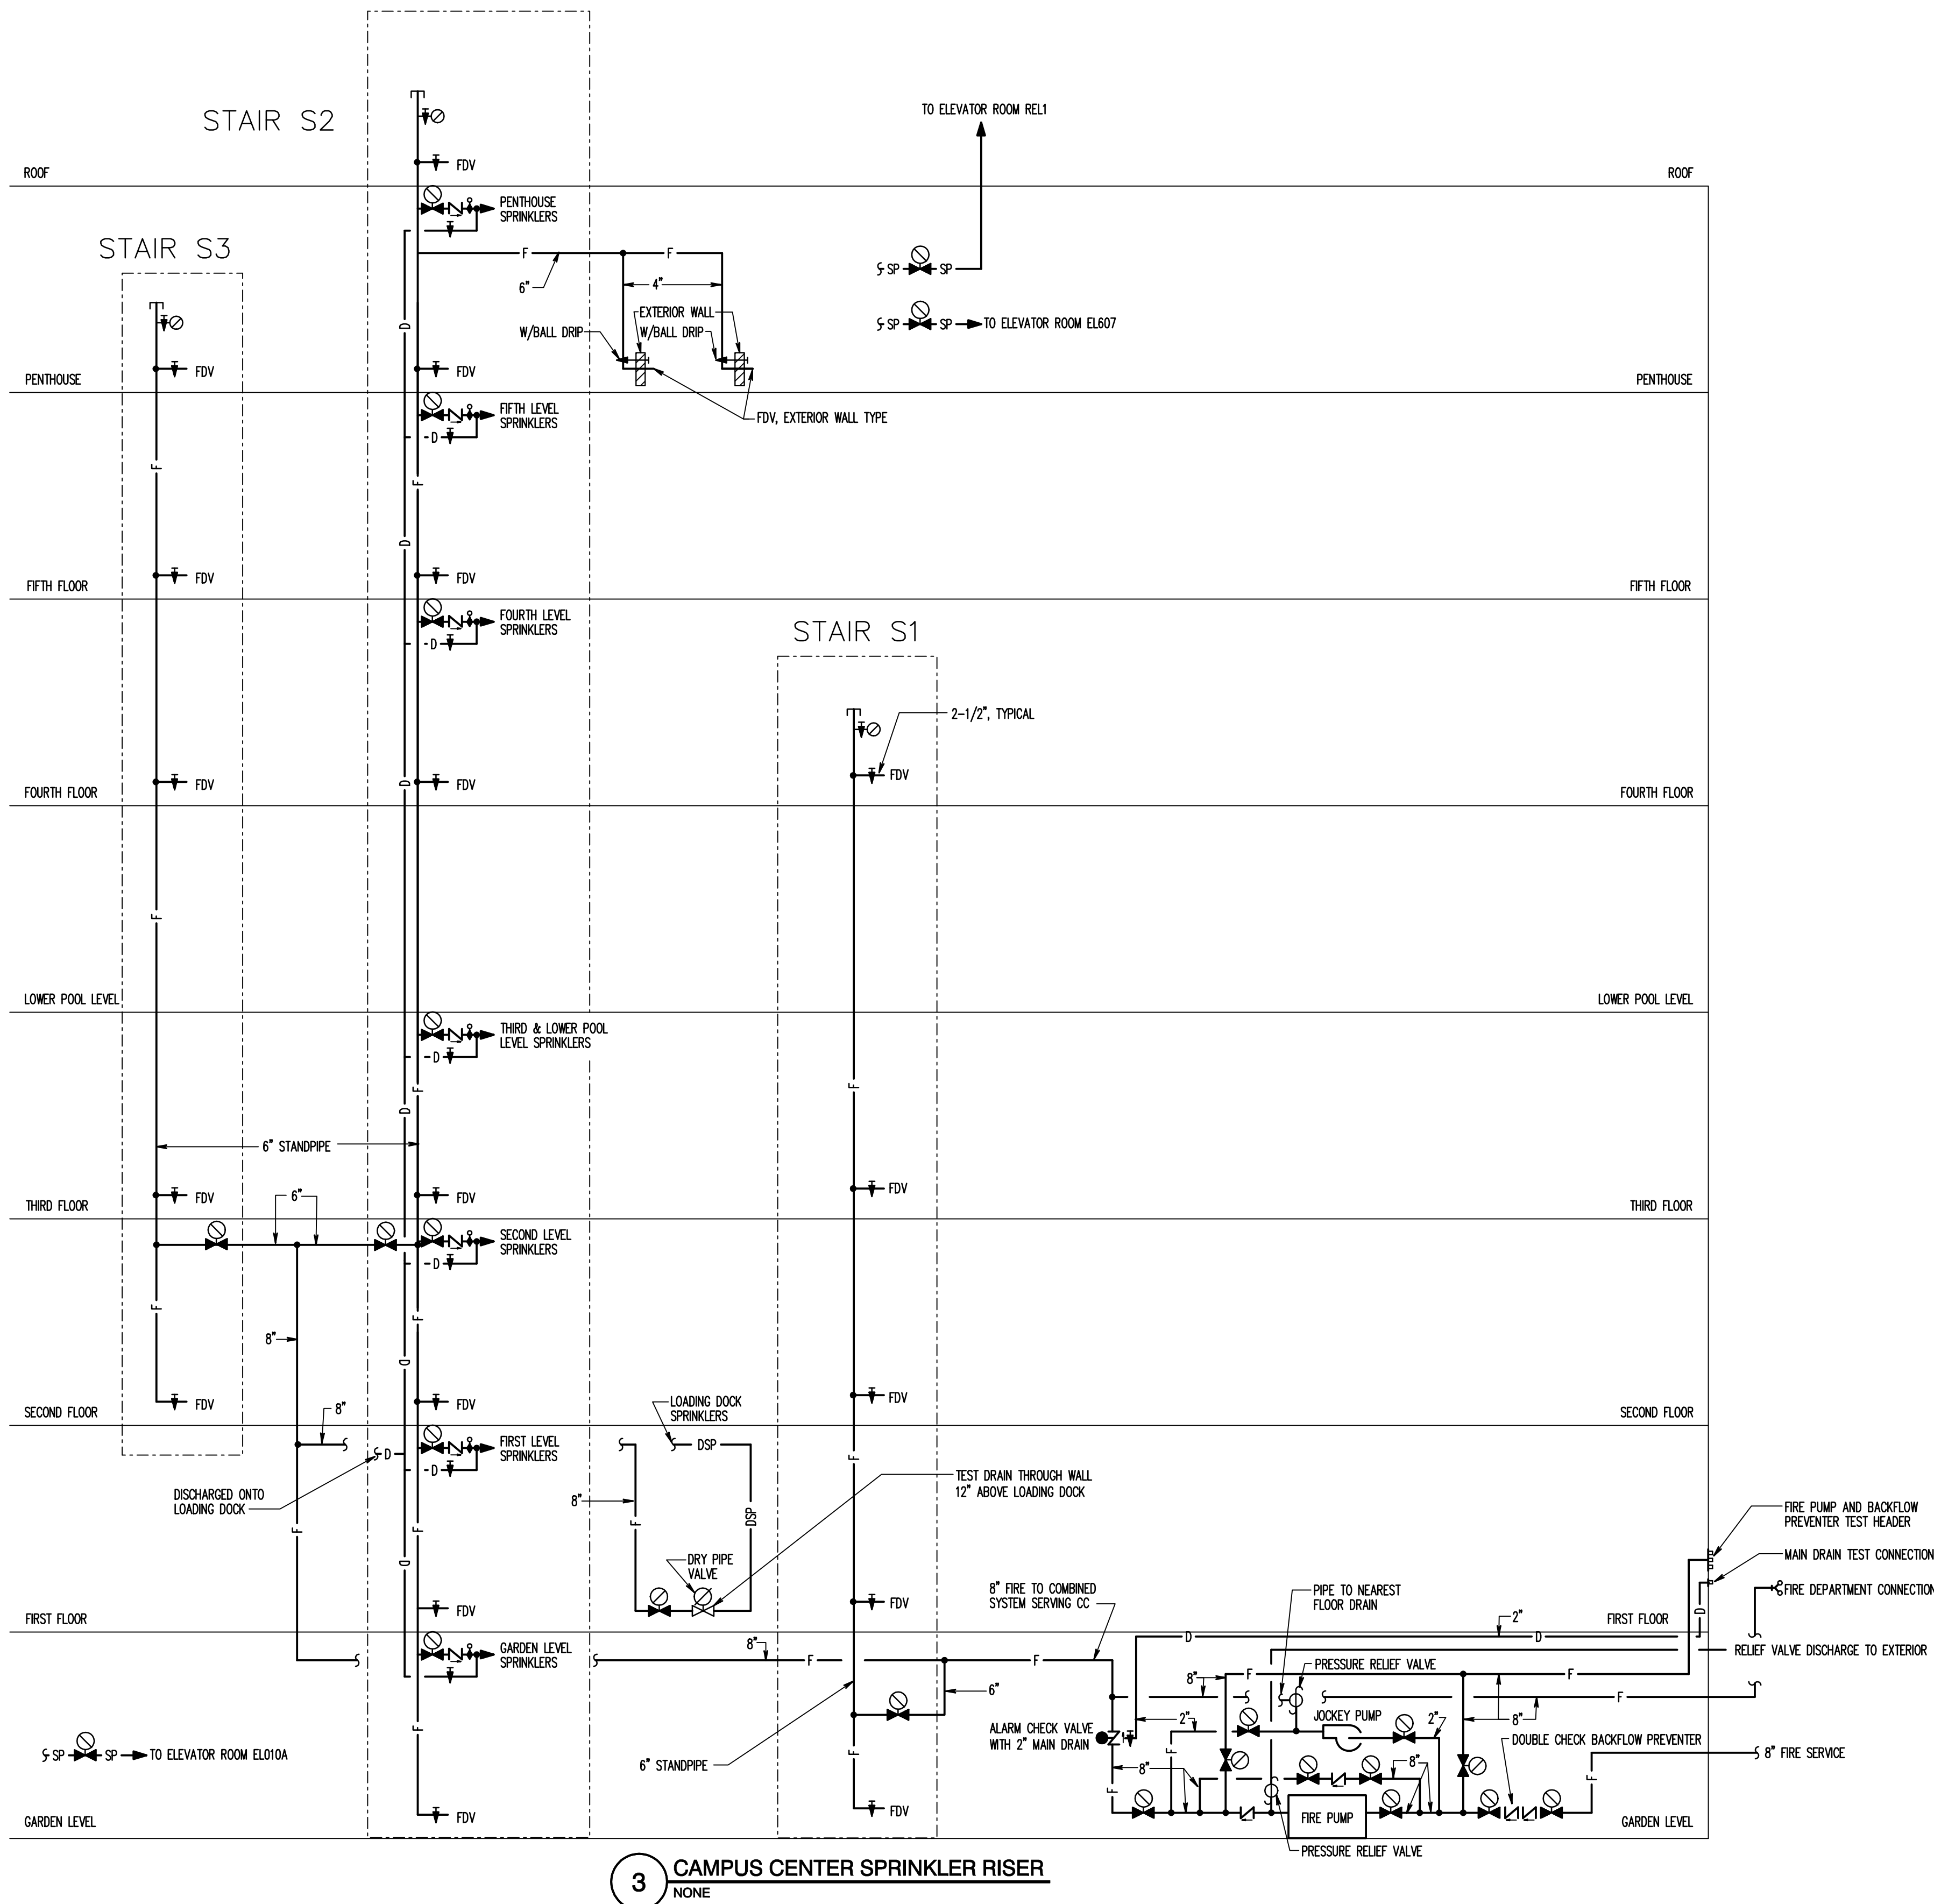 TO ELEVATOR ROOM REL1
STAIR S2
FDV
ROOF
ROOF
PENTHOUSE
SPRINKLERS
STAIR S3
F
F
6"
4"
SP
SP
D
EXTERIOR WALL
W/BALL DRIP
W/BALL DRIP
SP
SP
TO ELEVATOR ROOM EL607
FDV
FDV
PENTHOUSE
PENTHOUSE
FIFTH LEVEL
SPRINKLERS
FDV, EXTERIOR WALL TYPE
D
F
F
D
FDV
FDV
FIFTH FLOOR
FIFTH FLOOR
FOURTH LEVEL
SPRINKLERS
D
STAIR S1
2-1/2", TYPICAL
FDV
D
FDV
FDV
FOURTH FLOOR
FOURTH FLOOR
F
LOWER POOL LEVEL
LOWER POOL LEVEL
THIRD & LOWER POOL
LEVEL SPRINKLERS
D
F
F
D
6" STANDPIPE
FDV
6"
FDV
FDV
THIRD FLOOR
THIRD FLOOR
SECOND LEVEL
SPRINKLERS
D
F
F
8"
D
FDV
FDV
FDV
8"
LOADING DOCK
SPRINKLERS
SECOND FLOOR
SECOND FLOOR
FIRST LEVEL
SPRINKLERS
D
D
DSP
F
DISCHARGED ONTO
LOADING DOCK
TEST DRAIN THROUGH WALL
12" ABOVE LOADING DOCK
8"
F
F
F
DSP
FIRE PUMP AND BACKFLOW
PREVENTER TEST HEADER
D
DRY PIPE
VALVE
MAIN DRAIN TEST CONNECTION
8" FIRE TO COMBINED
SYSTEM SERVING CC
PIPE TO NEAREST
FLOOR DRAIN
FIRE DEPARTMENT CONNECTION
FDV
FDV
FIRST FLOOR
2"
FIRST FLOOR
D
D
D
GARDEN LEVEL
SPRINKLERS
8"
F
F
RELIEF VALVE DISCHARGE TO EXTERIOR
PRESSURE RELIEF VALVE
8"
F
F
6"
F
F
ALARM CHECK VALVE
WITH 2" MAIN DRAIN
2"
2"
JOCKEY PUMP
2"
8"
DOUBLE CHECK BACKFLOW PREVENTER
SP
SP
TO ELEVATOR ROOM EL010A
6" STANDPIPE
F
F
8"
8"
8" FIRE SERVICE
F
F
FDV
FDV
FIRE PUMP
GARDEN LEVEL
GARDEN LEVEL
PRESSURE RELIEF VALVE
3
CAMPUS CENTER SPRINKLER RISER
NONE